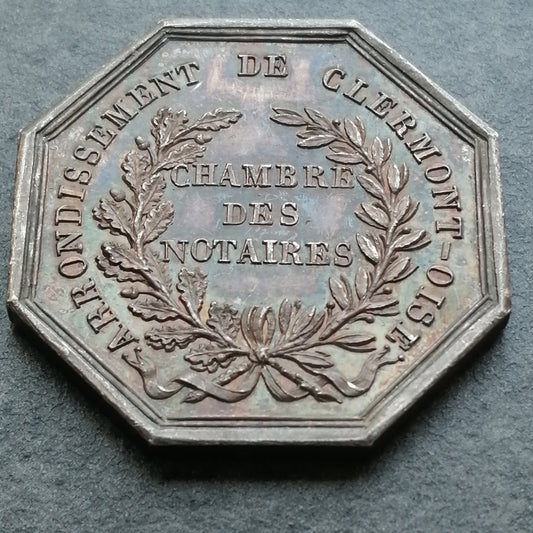 ARRONDISSEMENT DE CLERMONT-OISE.
CHAMBRE
DES
NOTAIRES